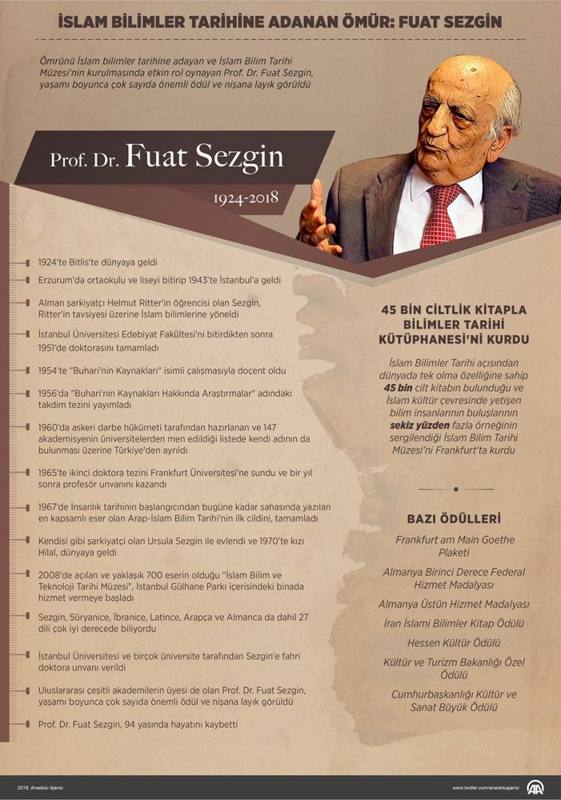 İSLAM BİLİMLER TARİHİNE ADANAN ÖMÜR: FUAT SEZGİN
Ömrünü İslam bilimler tarihine adayan ve İslam Bilim Tarihi
Müzesi'nin kurulmasında etkin rol oynayan Prof. Dr. Fuat Sezgin,
yaşamı boyunca çok sayıda önemli ödül ve nişana layık görüldü
Prof. Dr. Fuat Sezgin
1924-2018
1924'te Bitlis'te dünyaya geldi
Erzurum'da ortaokulu ve liseyi bitirip 1943'te İstanbul'a geldi
Alman şarkiyatçı Helmut Ritter'in öğrencisi olan Sezgin,
Ritter'in tavsiyesi üzerine İslam bilimlerine yöneldi
İstanbul Üniversitesi Edebiyat Fakültesi'ni bitirdikten sonra
1951'de doktorasını tamamladı
1954'te "Buhari'nin Kaynakları" isimli çalışmasıyla doçent oldu
1956'da "Buhari'nin Kaynakları Hakkında Araştırmalar" adındaki
takdim tezini yayımladı
1960'da askeri darbe hükümeti tarafından hazırlanan ve 147
akademisyenin üniversitelerden men edildiği listede kendi adının da
bulunması üzerine Türkiye'den ayrıldı
1965'te ikinci doktora tezini Frankfurt Üniversitesi'ne sundu ve bir yıl
sonra profesör unvanını kazandı
1967'de İnsanlık tarihinin başlangıcından bugüne kadar sahasında yazılan
en kapsamlı eser olan Arap-İslam Bilim Tarihi'nin ilk cildini, tamamladı
Kendisi gibi şarkiyatçi olan Ursula Sezgin ile evlendi ve 1970'te kızı
Hilal, dünyaya geldi
2008'de açılan ve yaklaşık 700 eserin olduğu "İslam Bilim ve
Teknoloji Tarihi Müzesi", İstanbul Gülhane Parkı içerisindeki binada
hizmet vermeye başladı
Sezgin, Süryanice, İbranice, Latince, Arapça ve Almanca da dahil 27
dili çok iyi derecede biliyordu
İstanbul Üniversitesi ve birçok üniversite tarafından Sezgin'e fahri
doktora unvanı verildi
Uluslararası çeşitli akademilerin üyesi de olan Prof. Dr. Fuat Sezgin,
yaşamı boyunca çok sayıda önemli ödül ve nişana layık görüldü
Prof. Dr. Fuat Sezgin, 94 yaşında hayatını kaybetti
45 BİN CİLTLİK KİTAPLA
BİLİMLER TARİHİ
KÜTÜPHANESİ'Nİ KURDU
İslam Bilimler Tarihi açısından
dünyada tek olma özelliğine sahip
45 bin cilt kitabın bulunduğu ve
İslam kültür çevresinde yetişen
bilim insanlarının buluşlarının
sekiz yüzden fazla örneğinin
sergilendiği İslam Bilim Tarihi
Müzesi'ni Frankfurt'ta kurdu
BAZI ÖDÜLLERİ
Frankfurt am Main Goethe
Plaketi
Almanya Birinci Derece Federal
Hizmet Madalyası
Almanya Üstün Hizmet Madalyası
İran İslami Bilimler Kitap Ödülü
Hessen Kültür Ödülü
Kültür ve Turizm Bakanlığı Özel
Ödülü
Cumhurbaşkanlığı Kültür ve
Sanat Büyük Ödülü
2018, Anadolu Ajansı
www.twitter.com/anadoluajansi
AA